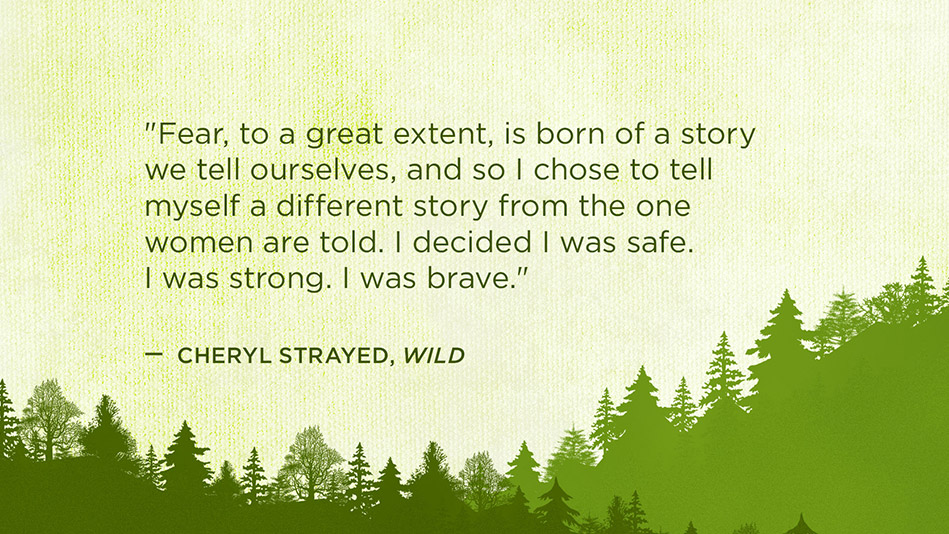 "Fear, to a great extent, is born of a story
we tell ourselves, and so I chose to tell
myself a different story from the one
women are told. I decided I was safe.
I was strong. I was brave."
— CHERYL STRAYED, WILD